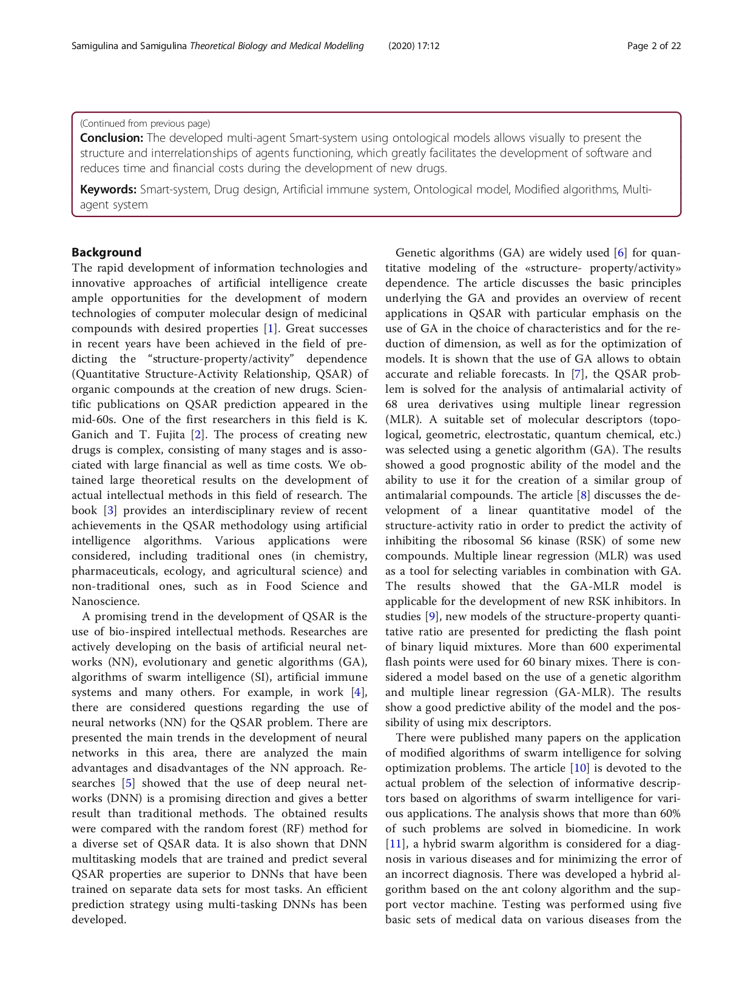 Samigulina and Samigulina Theoretical Biology and Medical Modelling (2020) 17:12 Page 2 of 22
(Continued from previous page)
Conclusion: The developed multi-agent Smart-system using ontological models allows visually to present the
structure and interrelationships of agents functioning, which greatly facilitates the development of software and
reduces time and financial costs during the development of new drugs.
Keywords: Smart-system, Drug design, Artificial immune system, Ontological model, Modified algorithms, Multi-
agent system
Background
The rapid development of information technologies and
innovative approaches of artificial intelligence create
ample opportunities for the development of modern
technologies of computer molecular design of medicinal
compounds with desired properties [1]. Great successes
in recent years have been achieved in the field of pre-
dicting the “structure-property/activity” dependence
(Quantitative Structure-Activity Relationship, QSAR) of
organic compounds at the creation of new drugs. Scien-
tific publications on QSAR prediction appeared in the
mid-60s. One of the first researchers in this field is K.
Ganich and T. Fujita [2]. The process of creating new
drugs is complex, consisting of many stages and is asso-
ciated with large financial as well as time costs. We ob-
tained large theoretical results on the development of
actual intellectual methods in this field of research. The
book [3] provides an interdisciplinary review of recent
achievements in the QSAR methodology using artificial
intelligence algorithms. Various applications were
considered, including traditional ones (in chemistry,
pharmaceuticals, ecology, and agricultural science) and
non-traditional ones, such as in Food Science and
Nanoscience.
A promising trend in the development of QSAR is the
use of bio-inspired intellectual methods. Researches are
actively developing on the basis of artificial neural net-
works (NN), evolutionary and genetic algorithms (GA),
algorithms of swarm intelligence (SI), artificial immune
systems and many others. For example, in work [4],
there are considered questions regarding the use of
neural networks (NN) for the QSAR problem. There are
presented the main trends in the development of neural
networks in this area, there are analyzed the main
advantages and disadvantages of the NN approach. Re-
searches [5] showed that the use of deep neural net-
works (DNN) is a promising direction and gives a better
result than traditional methods. The obtained results
were compared with the random forest (RF) method for
a diverse set of QSAR data. It is also shown that DNN
multitasking models that are trained and predict several
QSAR properties are superior to DNNs that have been
trained on separate data sets for most tasks. An efficient
prediction strategy using multi-tasking DNNs has been
developed.
Genetic algorithms (GA) are widely used [6] for quan-
titative modeling of the «structure- property/activity»
dependence. The article discusses the basic principles
underlying the GA and provides an overview of recent
applications in QSAR with particular emphasis on the
use of GA in the choice of characteristics and for the re-
duction of dimension, as well as for the optimization of
models. It is shown that the use of GA allows to obtain
accurate and reliable forecasts. In [7], the QSAR prob-
lem is solved for the analysis of antimalarial activity of
68 urea derivatives using multiple linear regression
(MLR). A suitable set of molecular descriptors (topo-
logical, geometric, electrostatic, quantum chemical, etc.)
was selected using a genetic algorithm (GA). The results
showed a good prognostic ability of the model and the
ability to use it for the creation of a similar group of
antimalarial compounds. The article [8] discusses the de-
velopment of a linear quantitative model of the
structure-activity ratio in order to predict the activity of
inhibiting the ribosomal S6 kinase (RSK) of some new
compounds. Multiple linear regression (MLR) was used
as a tool for selecting variables in combination with GA.
The results showed that the GA-MLR model is
applicable for the development of new RSK inhibitors. In
studies [9], new models of the structure-property quanti-
tative ratio are presented for predicting the flash point
of binary liquid mixtures. More than 600 experimental
flash points were used for 60 binary mixes. There is con-
sidered a model based on the use of a genetic algorithm
and multiple linear regression (GA-MLR). The results
show a good predictive ability of the model and the pos-
sibility of using mix descriptors.
There were published many papers on the application
of modified algorithms of swarm intelligence for solving
optimization problems. The article [10] is devoted to the
actual problem of the selection of informative descrip-
tors based on algorithms of swarm intelligence for vari-
ous applications. The analysis shows that more than 60%
of such problems are solved in biomedicine. In work
[11], a hybrid swarm algorithm is considered for a diag-
nosis in various diseases and for minimizing the error of
an incorrect diagnosis. There was developed a hybrid al-
gorithm based on the ant colony algorithm and the sup-
port vector machine. Testing was performed using five
basic sets of medical data on various diseases from the